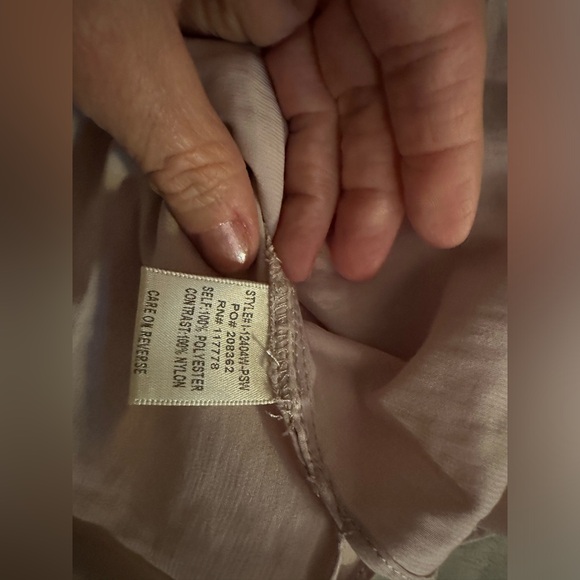 STYLE# I-12404W-PSW
PO# 208362
RN# 117778
SELF:100% POLYESTER
CONTRAST:100% NYLON
CARE ON REVERSE